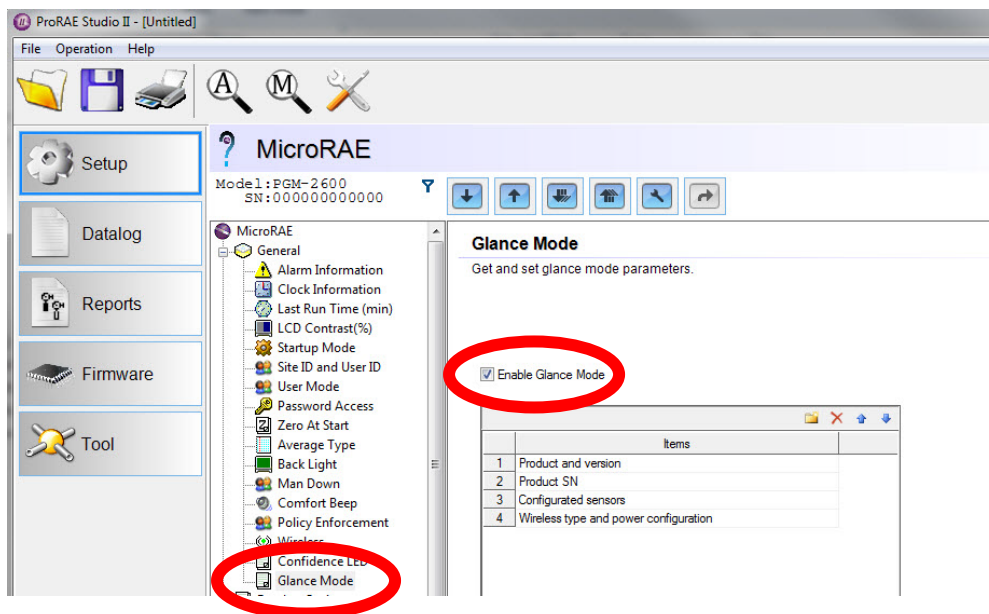 ProRAE Studio II - [Untitled]
File Operation Help
A M
Setup
Datalog
Reports
Firmware
Tool
? MicroRAE
Model:PGM-2600
SN:000000000000
MicroRAE
General
Alarm Information
Clock Information
Last Run Time (min)
LCD Contrast(%)
Startup Mode
Site ID and User ID
User Mode
Password Access
Zero At Start
Average Type
Back Light
Man Down
Comfort Beep
Policy Enforcement
Wireless
Confidence LED
Glance Mode
Glance Mode
Get and set glance mode parameters.
Enable Glance Mode
Items
1 Product and version
2 Product SN
3 Configurated sensors
4 Wireless type and power configuration